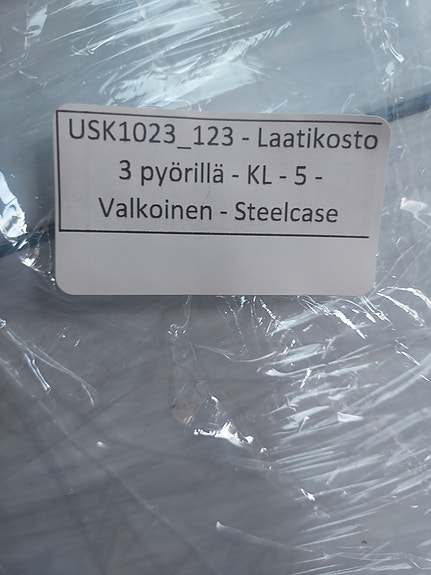 USK1023_123 - Laatikosto
3 pyörillä - KL - 5 -
Valkoinen - Steelcase